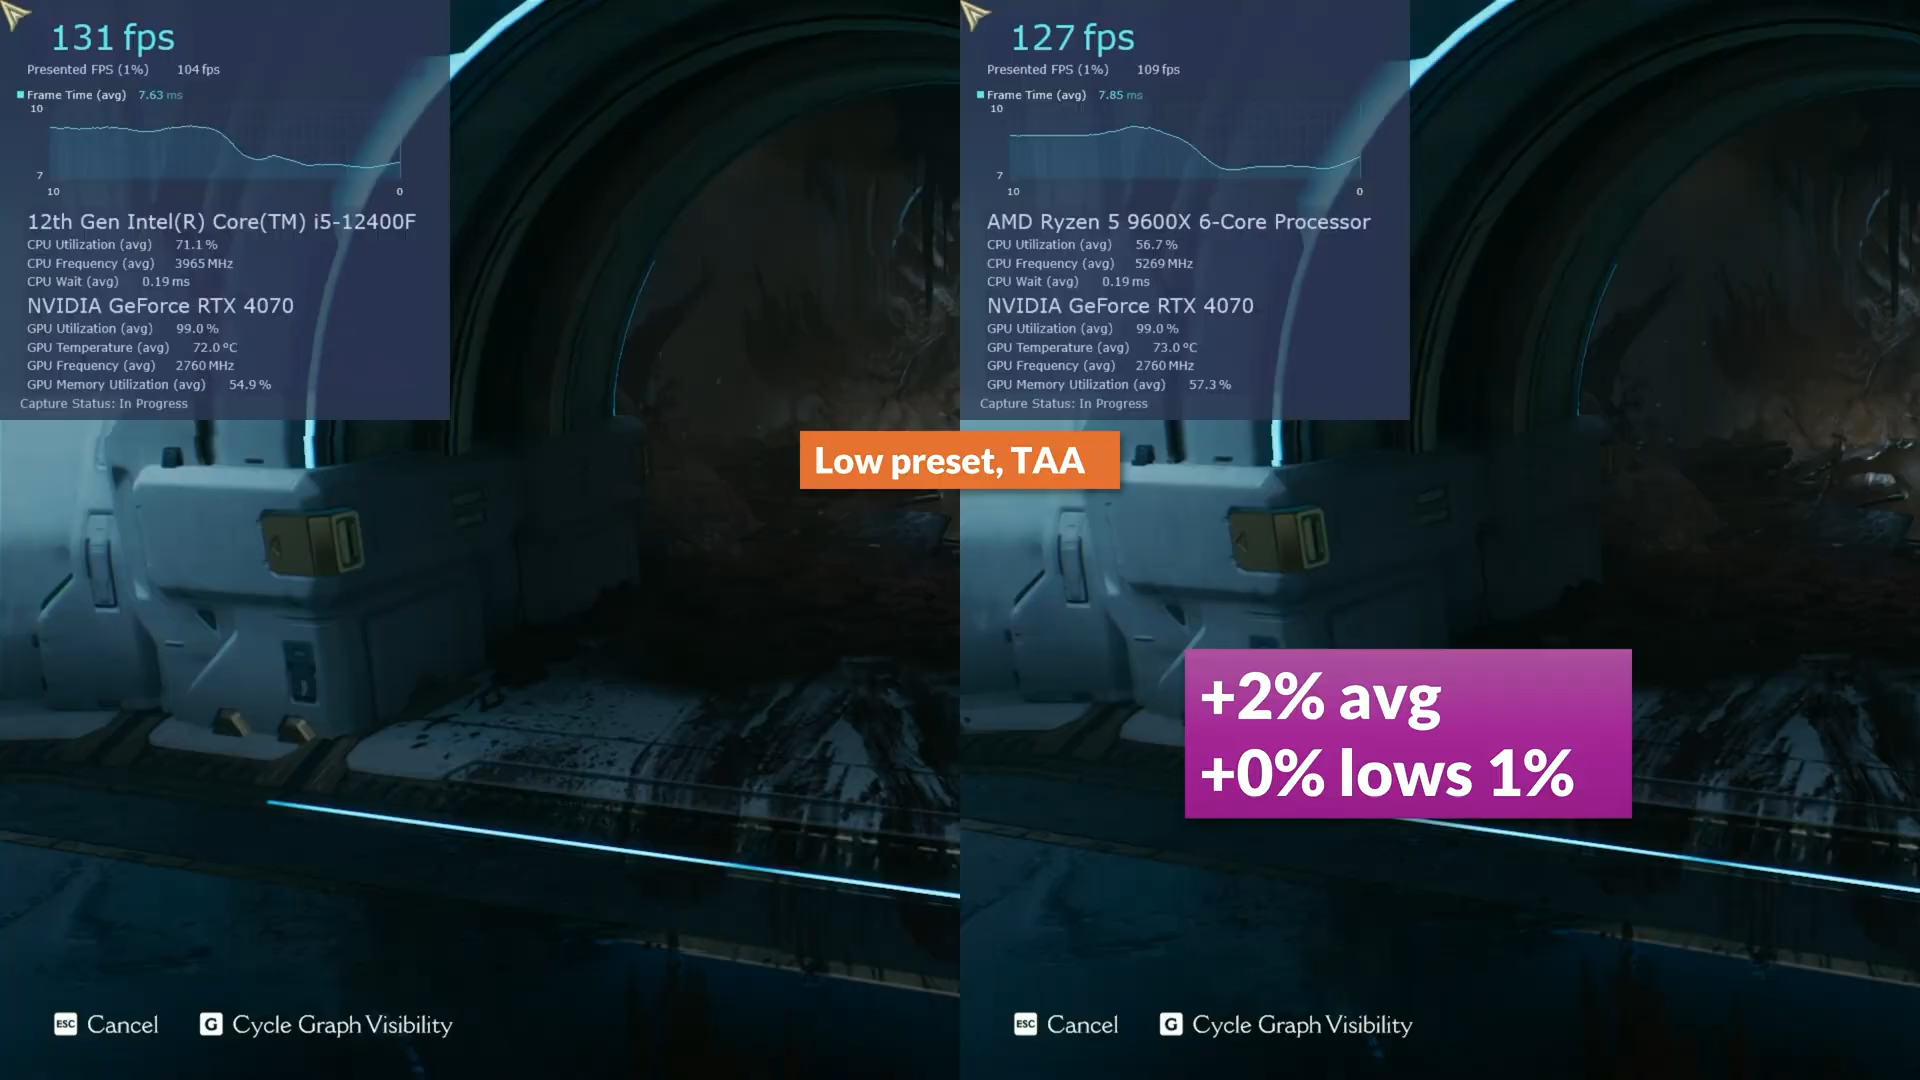 131 fps
Presented FPS (1%) 104 fps
Frame Time (avg) 7.63 ms
10
7
10 0
12th Gen Intel(R) Core(TM) i5-12400F
CPU Utilization (avg) 71.1 %
CPU Frequency (avg) 3965 MHz
CPU Wait (avg) 0.19 ms
NVIDIA GeForce RTX 4070
GPU Utilization (avg) 99.0 %
GPU Temperature (avg) 72.0 ºC
GPU Frequency (avg) 2760 MHz
GPU Memory Utilization (avg) 54.9 %
Capture Status: In Progress
127 fps
Presented FPS (1%) 109 fps
Frame Time (avg) 7.85 ms
10
7
10 0
AMD Ryzen 5 9600X 6-Core Processor
CPU Utilization (avg) 56.7 %
CPU Frequency (avg) 5269 MHz
CPU Wait (avg) 0.19 ms
NVIDIA GeForce RTX 4070
GPU Utilization (avg) 99.0 %
GPU Temperature (avg) 73.0 ºC
GPU Frequency (avg) 2760 MHz
GPU Memory Utilization (avg) 57.3 %
Capture Status: In Progress
Low preset, TAA
+2% avg
+0% lows 1%
ESC Cancel G Cycle Graph Visibility
ESC Cancel G Cycle Graph Visibility